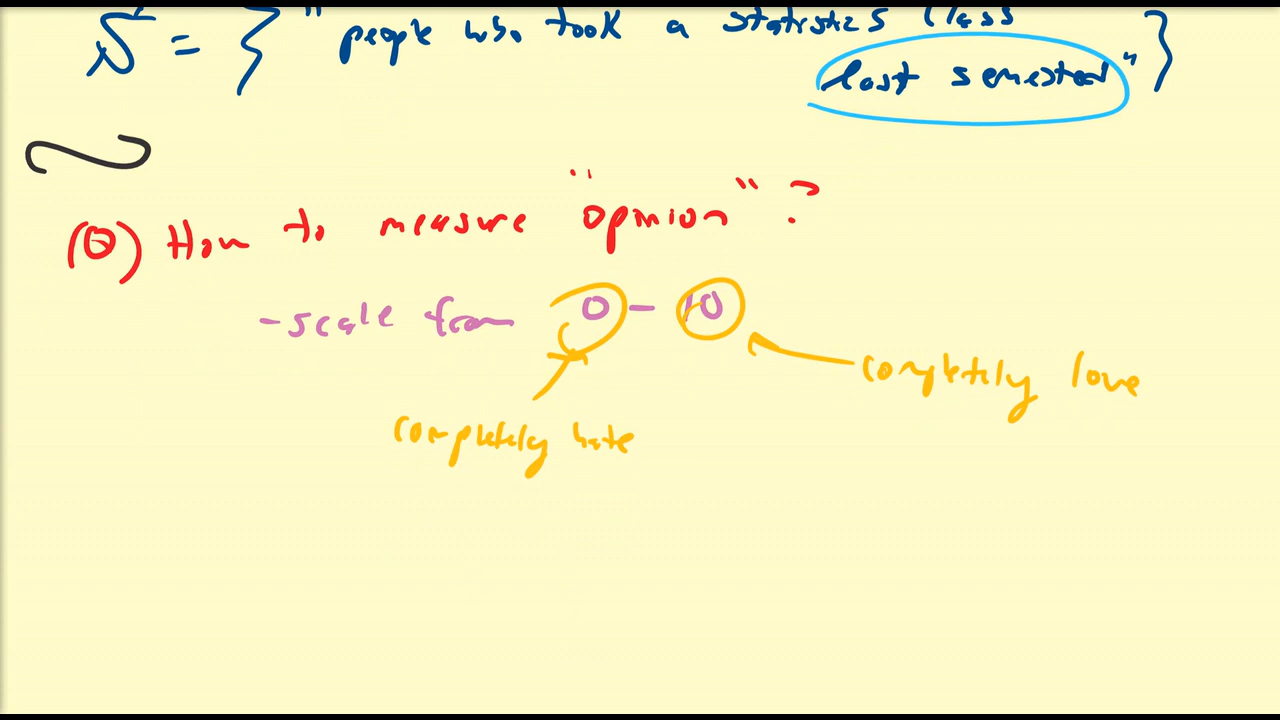 S = { " people who took a statistics class
last semester" }
(Q) How to measure "opinion" ?
- scale from 0 - 10
completely love
completely hate